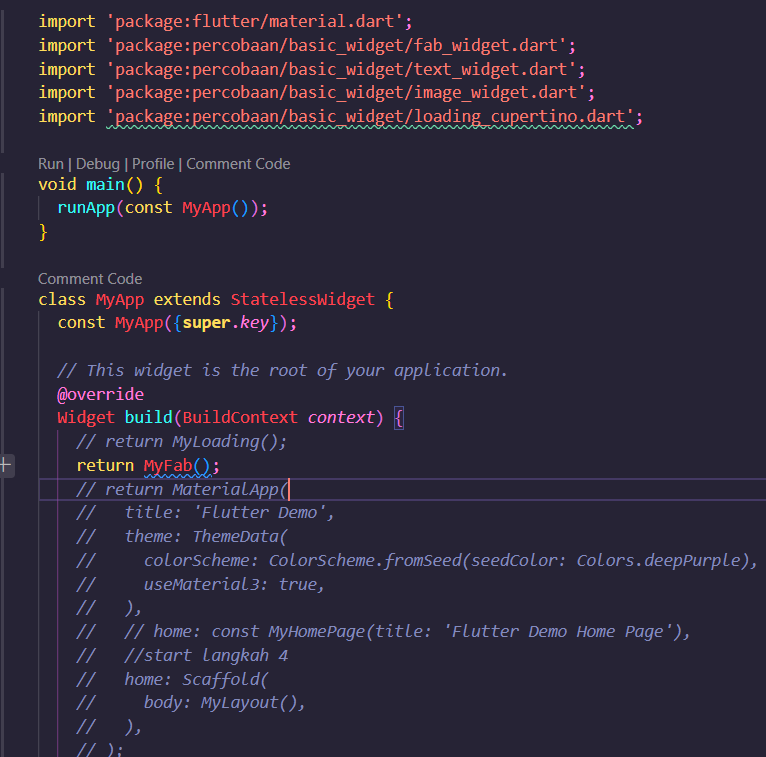 import 'package:flutter/material.dart';
import 'package:percobaan/basic_widget/fab_widget.dart';
import 'package:percobaan/basic_widget/text_widget.dart';
import 'package:percobaan/basic_widget/image_widget.dart';
import 'package:percobaan/basic_widget/loading_cupertino.dart';
Run | Debug | Profile | Comment Code
void main() {
  runApp(const MyApp());
}
Comment Code
class MyApp extends StatelessWidget {
  const MyApp({super.key});
  // This widget is the root of your application.
  @override
  Widget build(BuildContext context) {
    // return MyLoading();
    return MyFab();
    // return MaterialApp(
    //   title: 'Flutter Demo',
    //   theme: ThemeData(
    //     colorScheme: ColorScheme.fromSeed(seedColor: Colors.deepPurple),
    //     useMaterial3: true,
    //   ),
    //   // home: const MyHomePage(title: 'Flutter Demo Home Page'),
    //   //start langkah 4
    //   home: Scaffold(
    //     body: MyLayout(),
    //   ),
    // );